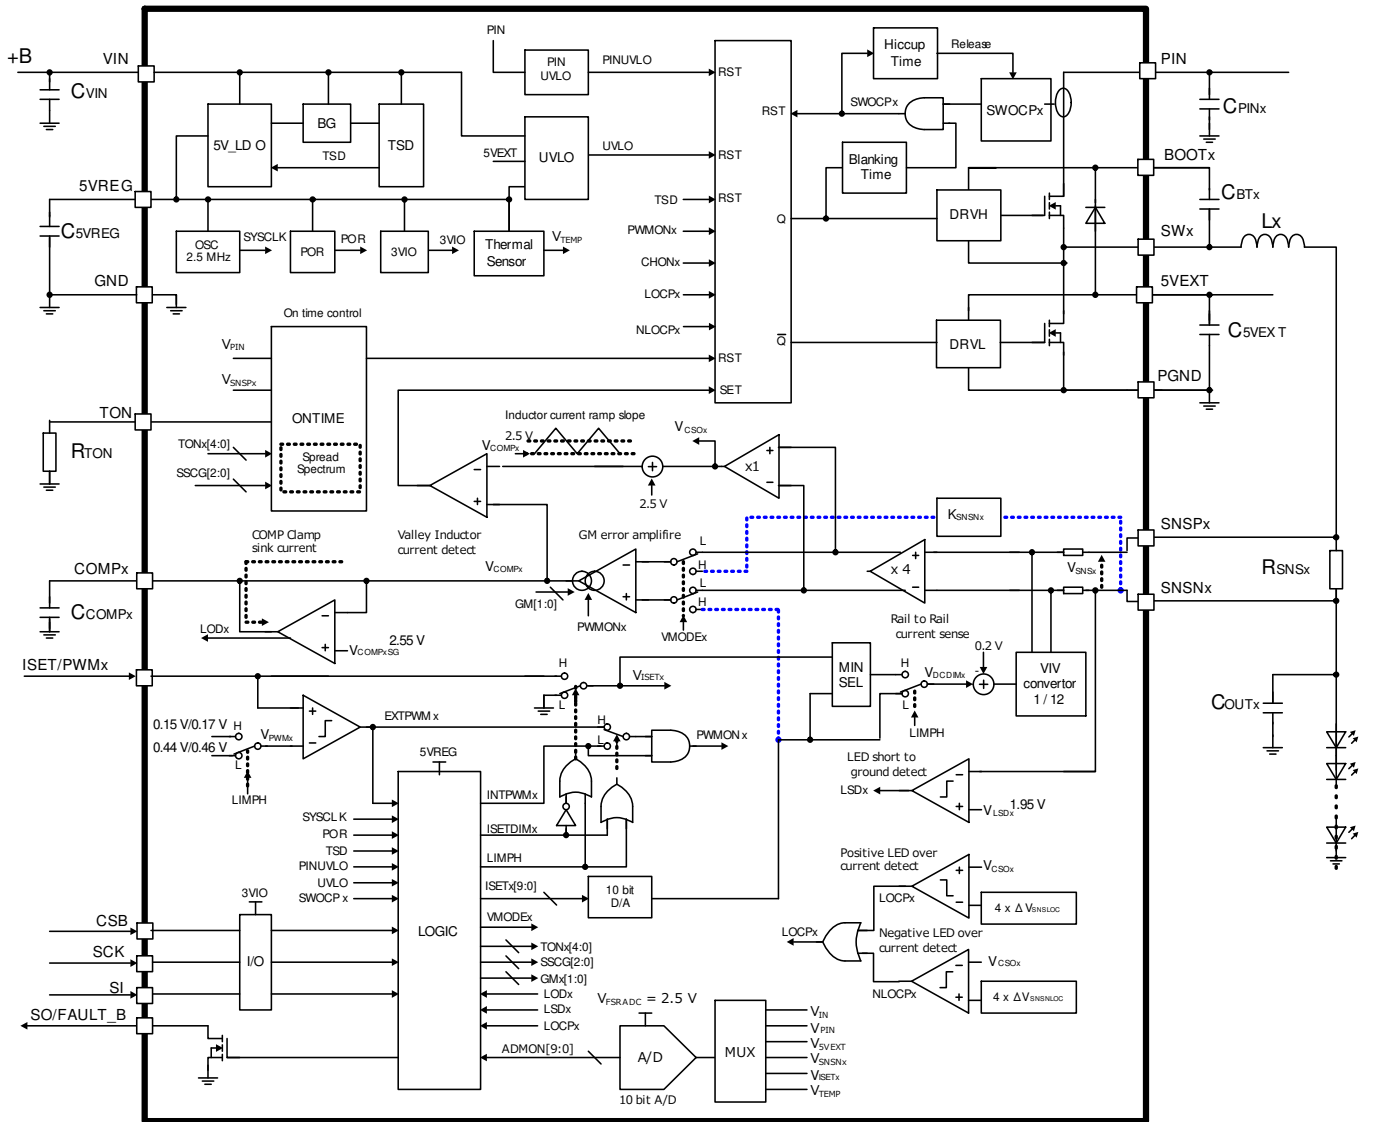 +B
VIN
CVIN
5VREG
C5VREG
GND
TON
RTON
COMPx
CCOMPx
ISET/PWMx
CSB
SCK
SI
SO/FAULT_B
PIN
PIN
UVLO
PINUVLO
5V_LD O
BG
TSD
TSD
5VEXT
UVLO
UVLO
OSC
2.5 MHz
SYSCLK
POR
POR
3VIO
3VIO
Thermal
Sensor
VTEMP
RST
RST
TSD
RST
PWMONx
CHONx
LOCPx
NLOCPx
RST
SET
RST
Q
Q
Hiccup
Time
Release
SWOCPx
SWOCPx
Blanking
Time
DRVH
DRVL
PIN
CPINx
BOOTx
CBTx
SWx
Lx
5VEXT
C5VEX T
PGND
On time control
VPIN
VSNSPx
ONTIME
TONx[4:0]
SSCG[2:0]
Spread
Spectrum
Inductor current ramp slope
2.5 V
VCOMPx
VCSOx
x1
2.5 V
Valley Inductor
current detect
GM error amplifire
KSNSNx
SNSPx
VSNSx
SNSNx
RSNSx
COMP Clamp
sink current
VCOMPx
GM[1:0]
PWMONx
VMODEx
L
H
L
H
x 4
Rail to Rail
current sense
LODx
2.55 V
VCOMPxSG
H
L
VISETx
MIN
SEL
H
L
VDCDIMx
0.2 V
-
+
VIV
convertor
1 / 12
LIMPH
COUTx
0.15 V/0.17 V
0.44 V/0.46 V
H
L
VPWMx
LIMPH
EXTPWMx
H
L
PWMONx
LED short to
ground detect
LSDx
VLSDx
1.95 V
5VREG
SYSCLK
POR
TSD
PINUVLO
UVLO
SWOCP x
LOGIC
INTPWMx
ISETDIMx
LIMPH
ISETx[9:0]
10 bit
D/A
VMODEx
TONx[4:0]
SSCG[2:0]
GMx[1:0]
LODx
LSDx
LOCPx
ADMON[9:0]
3VIO
I/O
Positive LED over
current detect
VCSOx
LOCPx
4 x Δ VSNSLOC
LOCPx
Negative LED over
current detect
VCSOx
NLOCPx
4 x ΔVSNSNLOC
VFSRADC = 2.5 V
A/D
10 bit A/D
MUX
VIN
VPIN
V5VEXT
VSNSNx
VISETx
VTEMP